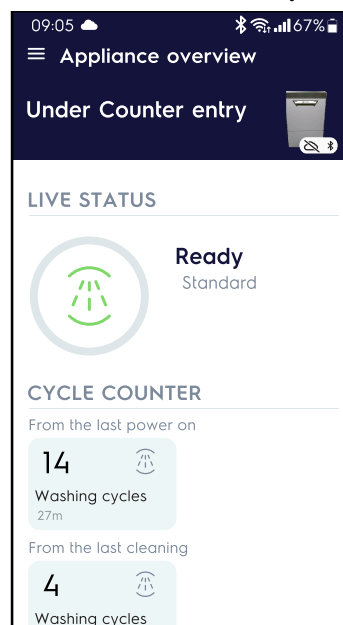 09:05 67%
Appliance overview
Under Counter entry
LIVE STATUS
Ready
Standard
CYCLE COUNTER
From the last power on
14
Washing cycles
27m
From the last cleaning
4
Washing cycles